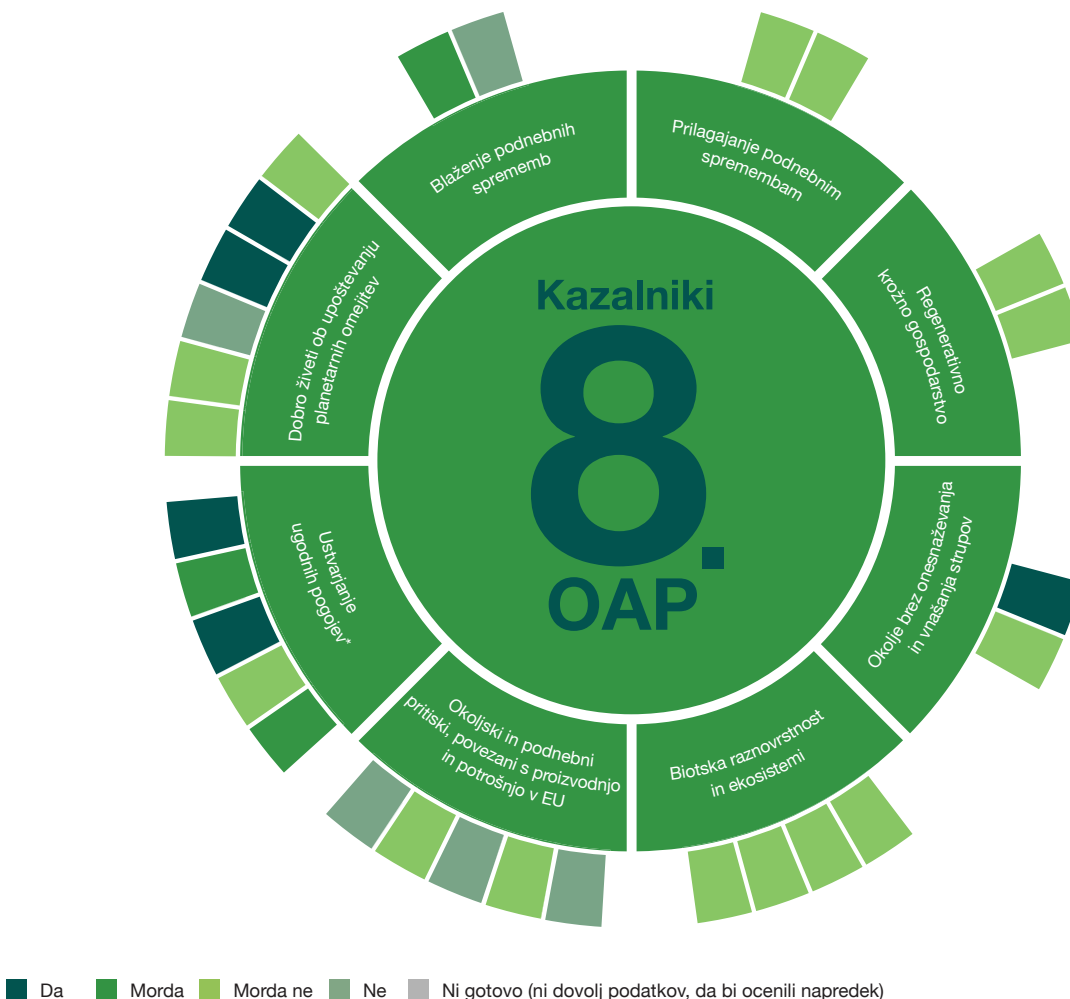 Blaženje podnebnih
sprememb
Prilagajanje podnebnim
spremembam
Regenerativno
krožno gospodarstvo
Okolje brez onesnaževanja
in vnašanja strupov
Biotska raznovrstnost
in ekosistemi
Okoljski in podnebni
pritiski, povezani s proizvodnjo
in potrošnjo v EU
Ustvarjanje
ugodnih pogojev*
Dobro živeti ob upoštevanju
planetarnih omejitev
Kazalniki
8.
OAP
Da Morda Morda ne Ne Ni gotovo (ni dovolj podatkov, da bi ocenili napredek)